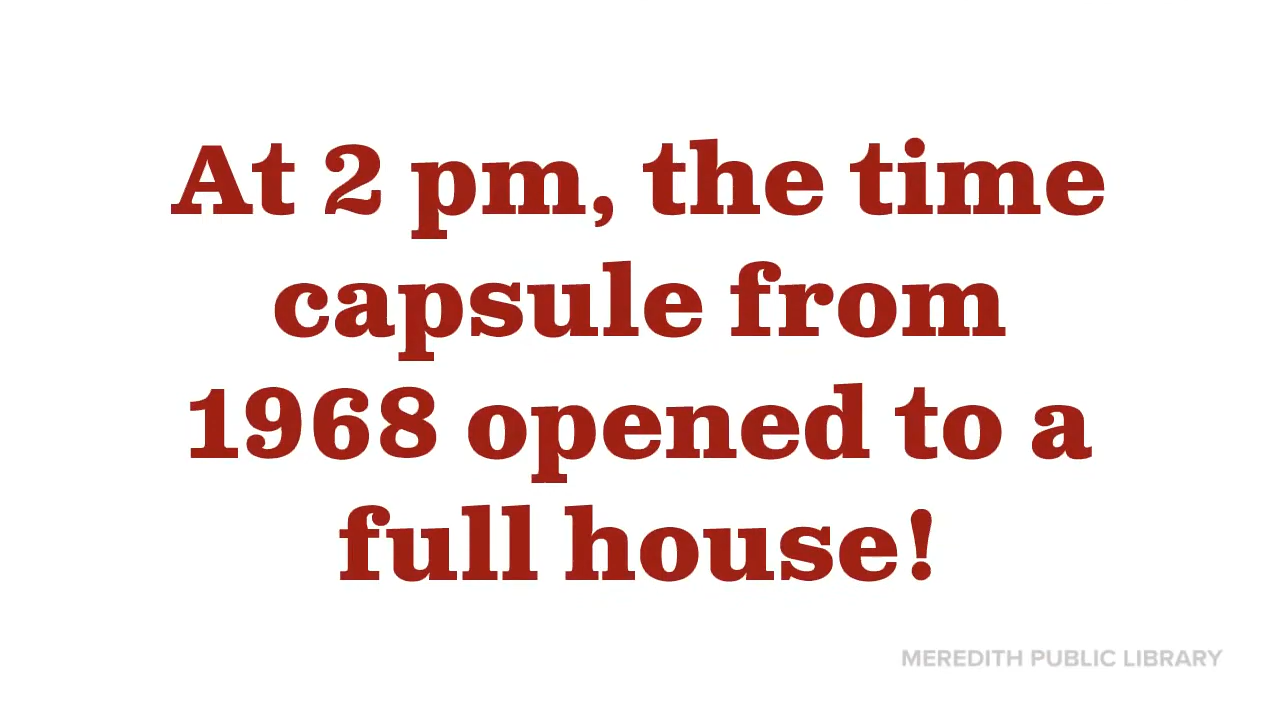 At 2 pm, the time
capsule from
1968 opened to a
full house!
MEREDITH PUBLIC LIBRARY